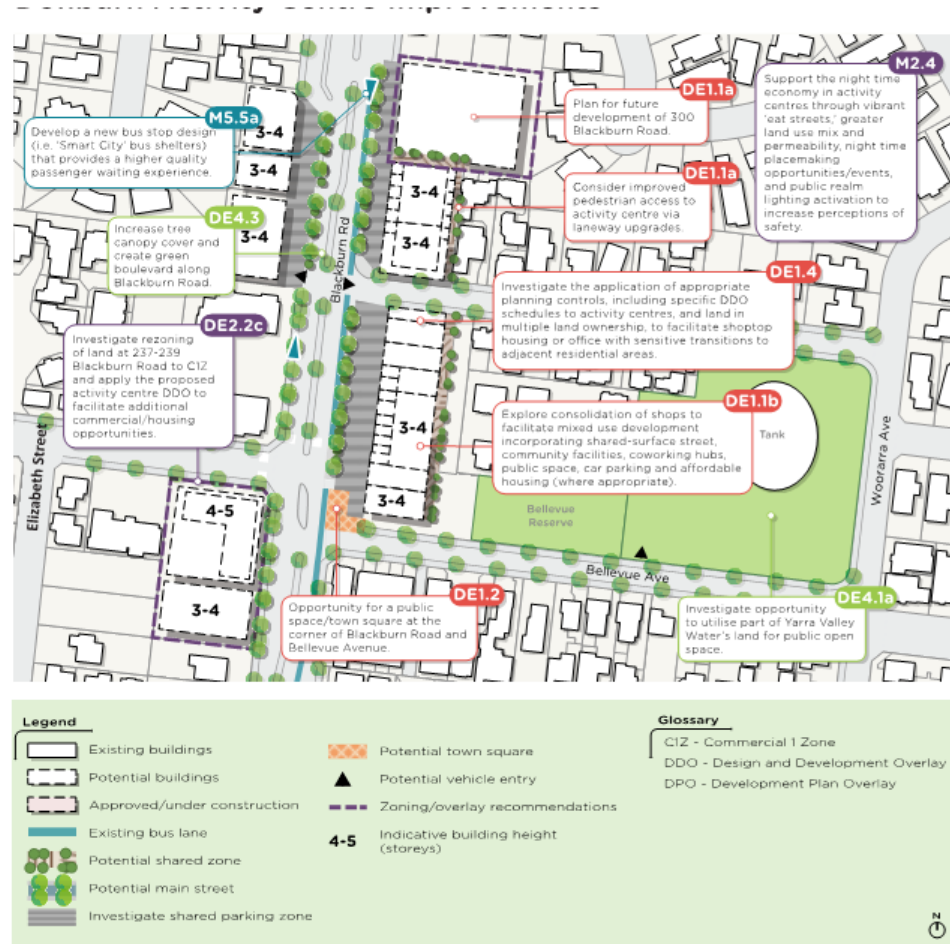 M5.5a
Develop a new bus stop design
(i.e. 'Smart City' bus shelters)
that provides a higher quality
passenger waiting experience.
3-4
3-4
3-4
DE4.3
Increase tree
canopy cover and
create green
boulevard along
Blackburn Road.
DE2.2c
Investigate rezoning
of land at 237-239
Blackburn Road to C1Z
and apply the proposed
activity centre DDO to
facilitate additional
commercial/housing
opportunities.
Elizabeth Street
4-5
3-4
Blackburn Rd
3-4
3-4
3-4
3-4
DE1.1a
Plan for future
development of 300
Blackburn Road.
DE1.1a
Consider improved
pedestrian access to
activity centre via
laneway upgrades.
M2.4
Support the night time
economy in activity
centres through vibrant
'eat streets,' greater
land use mix and
permeability, night time
placemaking
opportunities/events,
and public realm
lighting activation to
increase perceptions of
safety.
DE1.4
Investigate the application of appropriate
planning controls, including specific DDO
schedules to activity centres, and land in
multiple land ownership, to facilitate shoptop
housing or office with sensitive transitions to
adjacent residential areas.
DE1.1b
Explore consolidation of shops to
facilitate mixed use development
incorporating shared-surface street,
community facilities, coworking hubs,
public space, car parking and affordable
housing (where appropriate).
Tank
Woorarra Ave
Bellevue
Reserve
Bellevue Ave
DE1.2
Opportunity for a public
space/town square at the
corner of Blackburn Road and
Bellevue Avenue.
DE4.1a
Investigate opportunity
to utilise part of Yarra Valley
Water's land for public open
space.
Legend
Existing buildings
Potential buildings
Approved/under construction
Existing bus lane
Potential shared zone
Potential main street
Investigate shared parking zone
Potential town square
Potential vehicle entry
Zoning/overlay recommendations
4-5
Indicative building height
(storeys)
Glossary
C1Z - Commercial 1 Zone
DDO - Design and Development Overlay
DPO - Development Plan Overlay
N